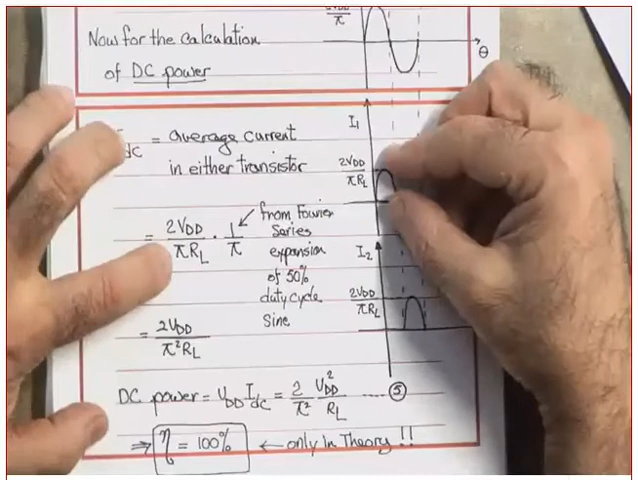 2VDD/π
Now for the calculation
of DC power
θ
dc = average current
in either transistor
I1
2VDD/πRL
= 2VDD/πRL · 1/π
from Fourier
Series
expansion
of 50%
duty cycle
Sine
I2
2VDD/πRL
= 2VDD/π²RL
DC power = VDD Idc = 2/π² VDD²/RL ......⑤
⇒ η = 100% ← only in Theory !!